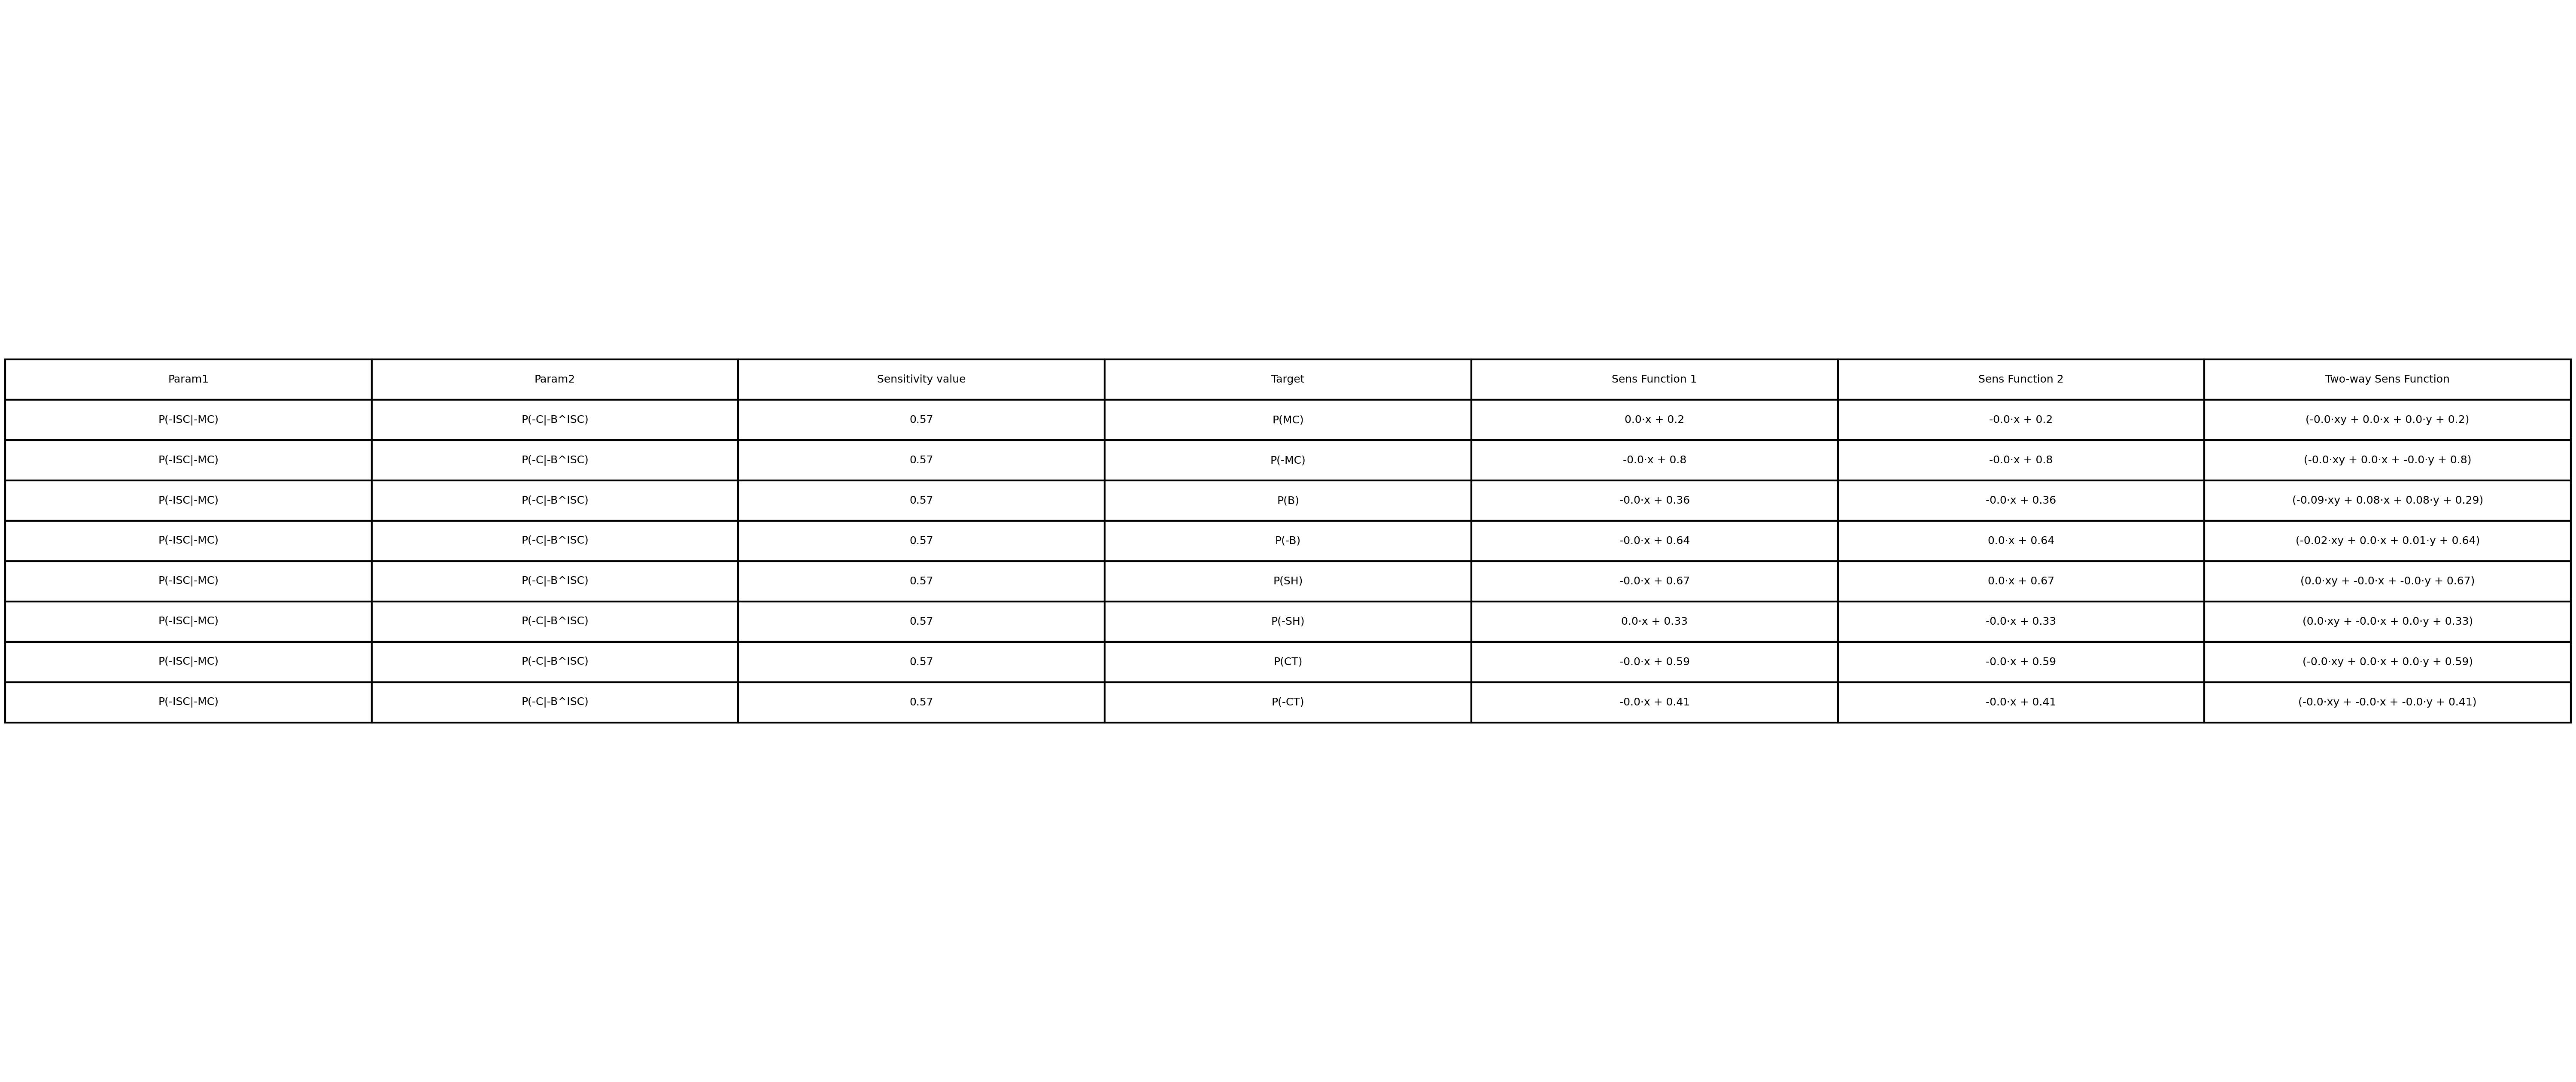 Param1 Param2 Sensitivity value Target Sens Function 1 Sens Function 2 Two-way Sens Function
P(-ISC|-MC) P(-C|-B^ISC) 0.57 P(MC) 0.0·x + 0.2 -0.0·x + 0.2 (-0.0·xy + 0.0·x + 0.0·y + 0.2)
P(-ISC|-MC) P(-C|-B^ISC) 0.57 P(-MC) -0.0·x + 0.8 -0.0·x + 0.8 (-0.0·xy + 0.0·x + -0.0·y + 0.8)
P(-ISC|-MC) P(-C|-B^ISC) 0.57 P(B) -0.0·x + 0.36 -0.0·x + 0.36 (-0.09·xy + 0.08·x + 0.08·y + 0.29)
P(-ISC|-MC) P(-C|-B^ISC) 0.57 P(-B) -0.0·x + 0.64 0.0·x + 0.64 (-0.02·xy + 0.0·x + 0.01·y + 0.64)
P(-ISC|-MC) P(-C|-B^ISC) 0.57 P(SH) -0.0·x + 0.67 0.0·x + 0.67 (0.0·xy + -0.0·x + -0.0·y + 0.67)
P(-ISC|-MC) P(-C|-B^ISC) 0.57 P(-SH) 0.0·x + 0.33 -0.0·x + 0.33 (0.0·xy + -0.0·x + 0.0·y + 0.33)
P(-ISC|-MC) P(-C|-B^ISC) 0.57 P(CT) -0.0·x + 0.59 -0.0·x + 0.59 (-0.0·xy + 0.0·x + 0.0·y + 0.59)
P(-ISC|-MC) P(-C|-B^ISC) 0.57 P(-CT) -0.0·x + 0.41 -0.0·x + 0.41 (-0.0·xy + -0.0·x + -0.0·y + 0.41)